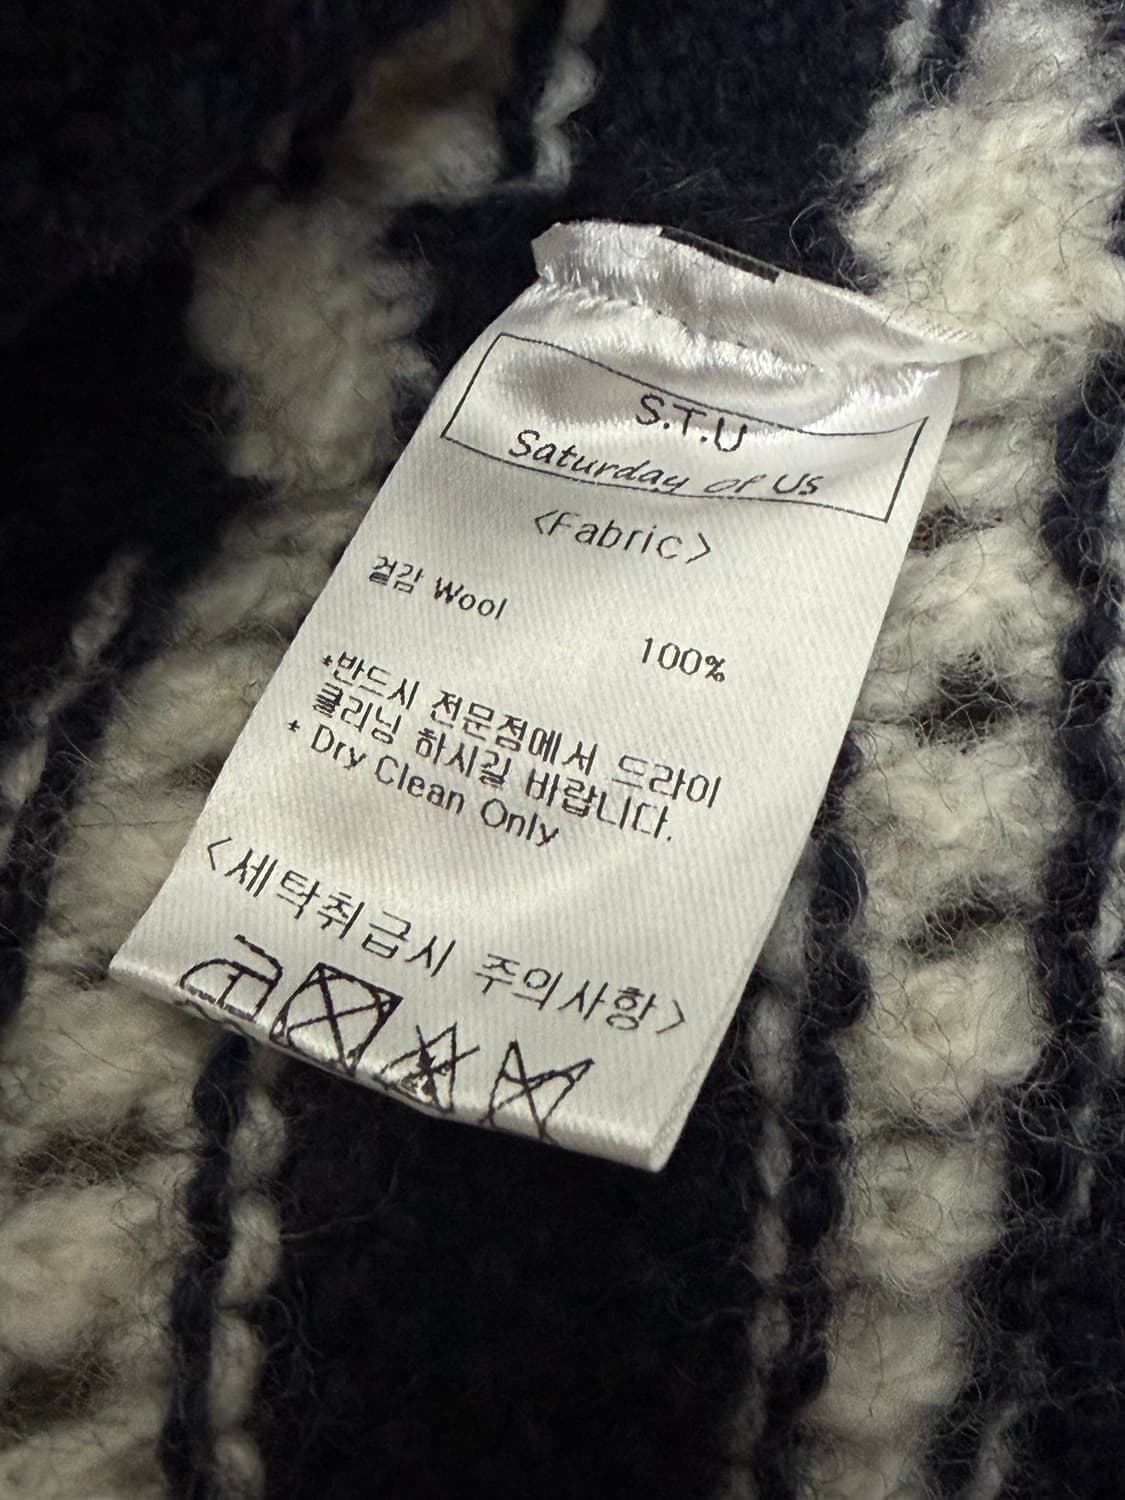 S.T.U
Saturday of Us
<Fabric>
겉감 Wool
100%
*반드시 전문점에서 드라이
클리닝 하시길 바랍니다.
* Dry Clean Only
<세탁취급시 주의사항>